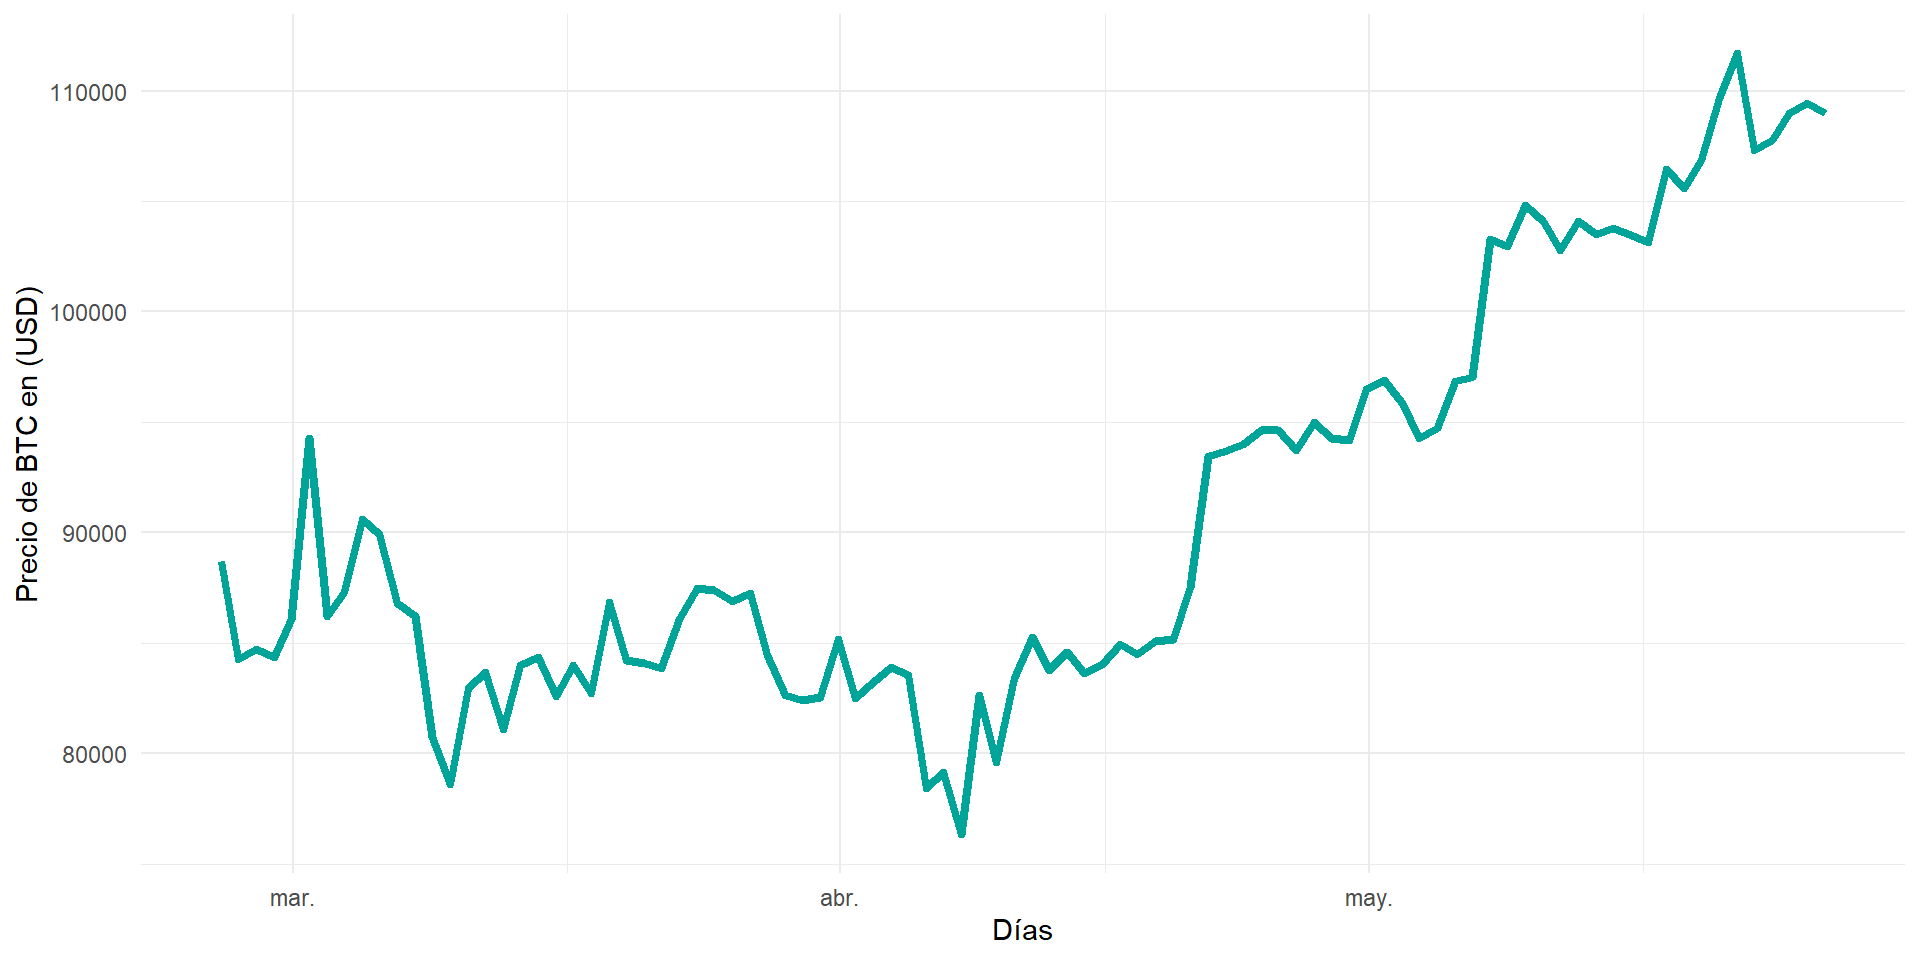 Precio de BTC en (USD)
110000
100000
90000
80000
mar.
abr.
may.
Días